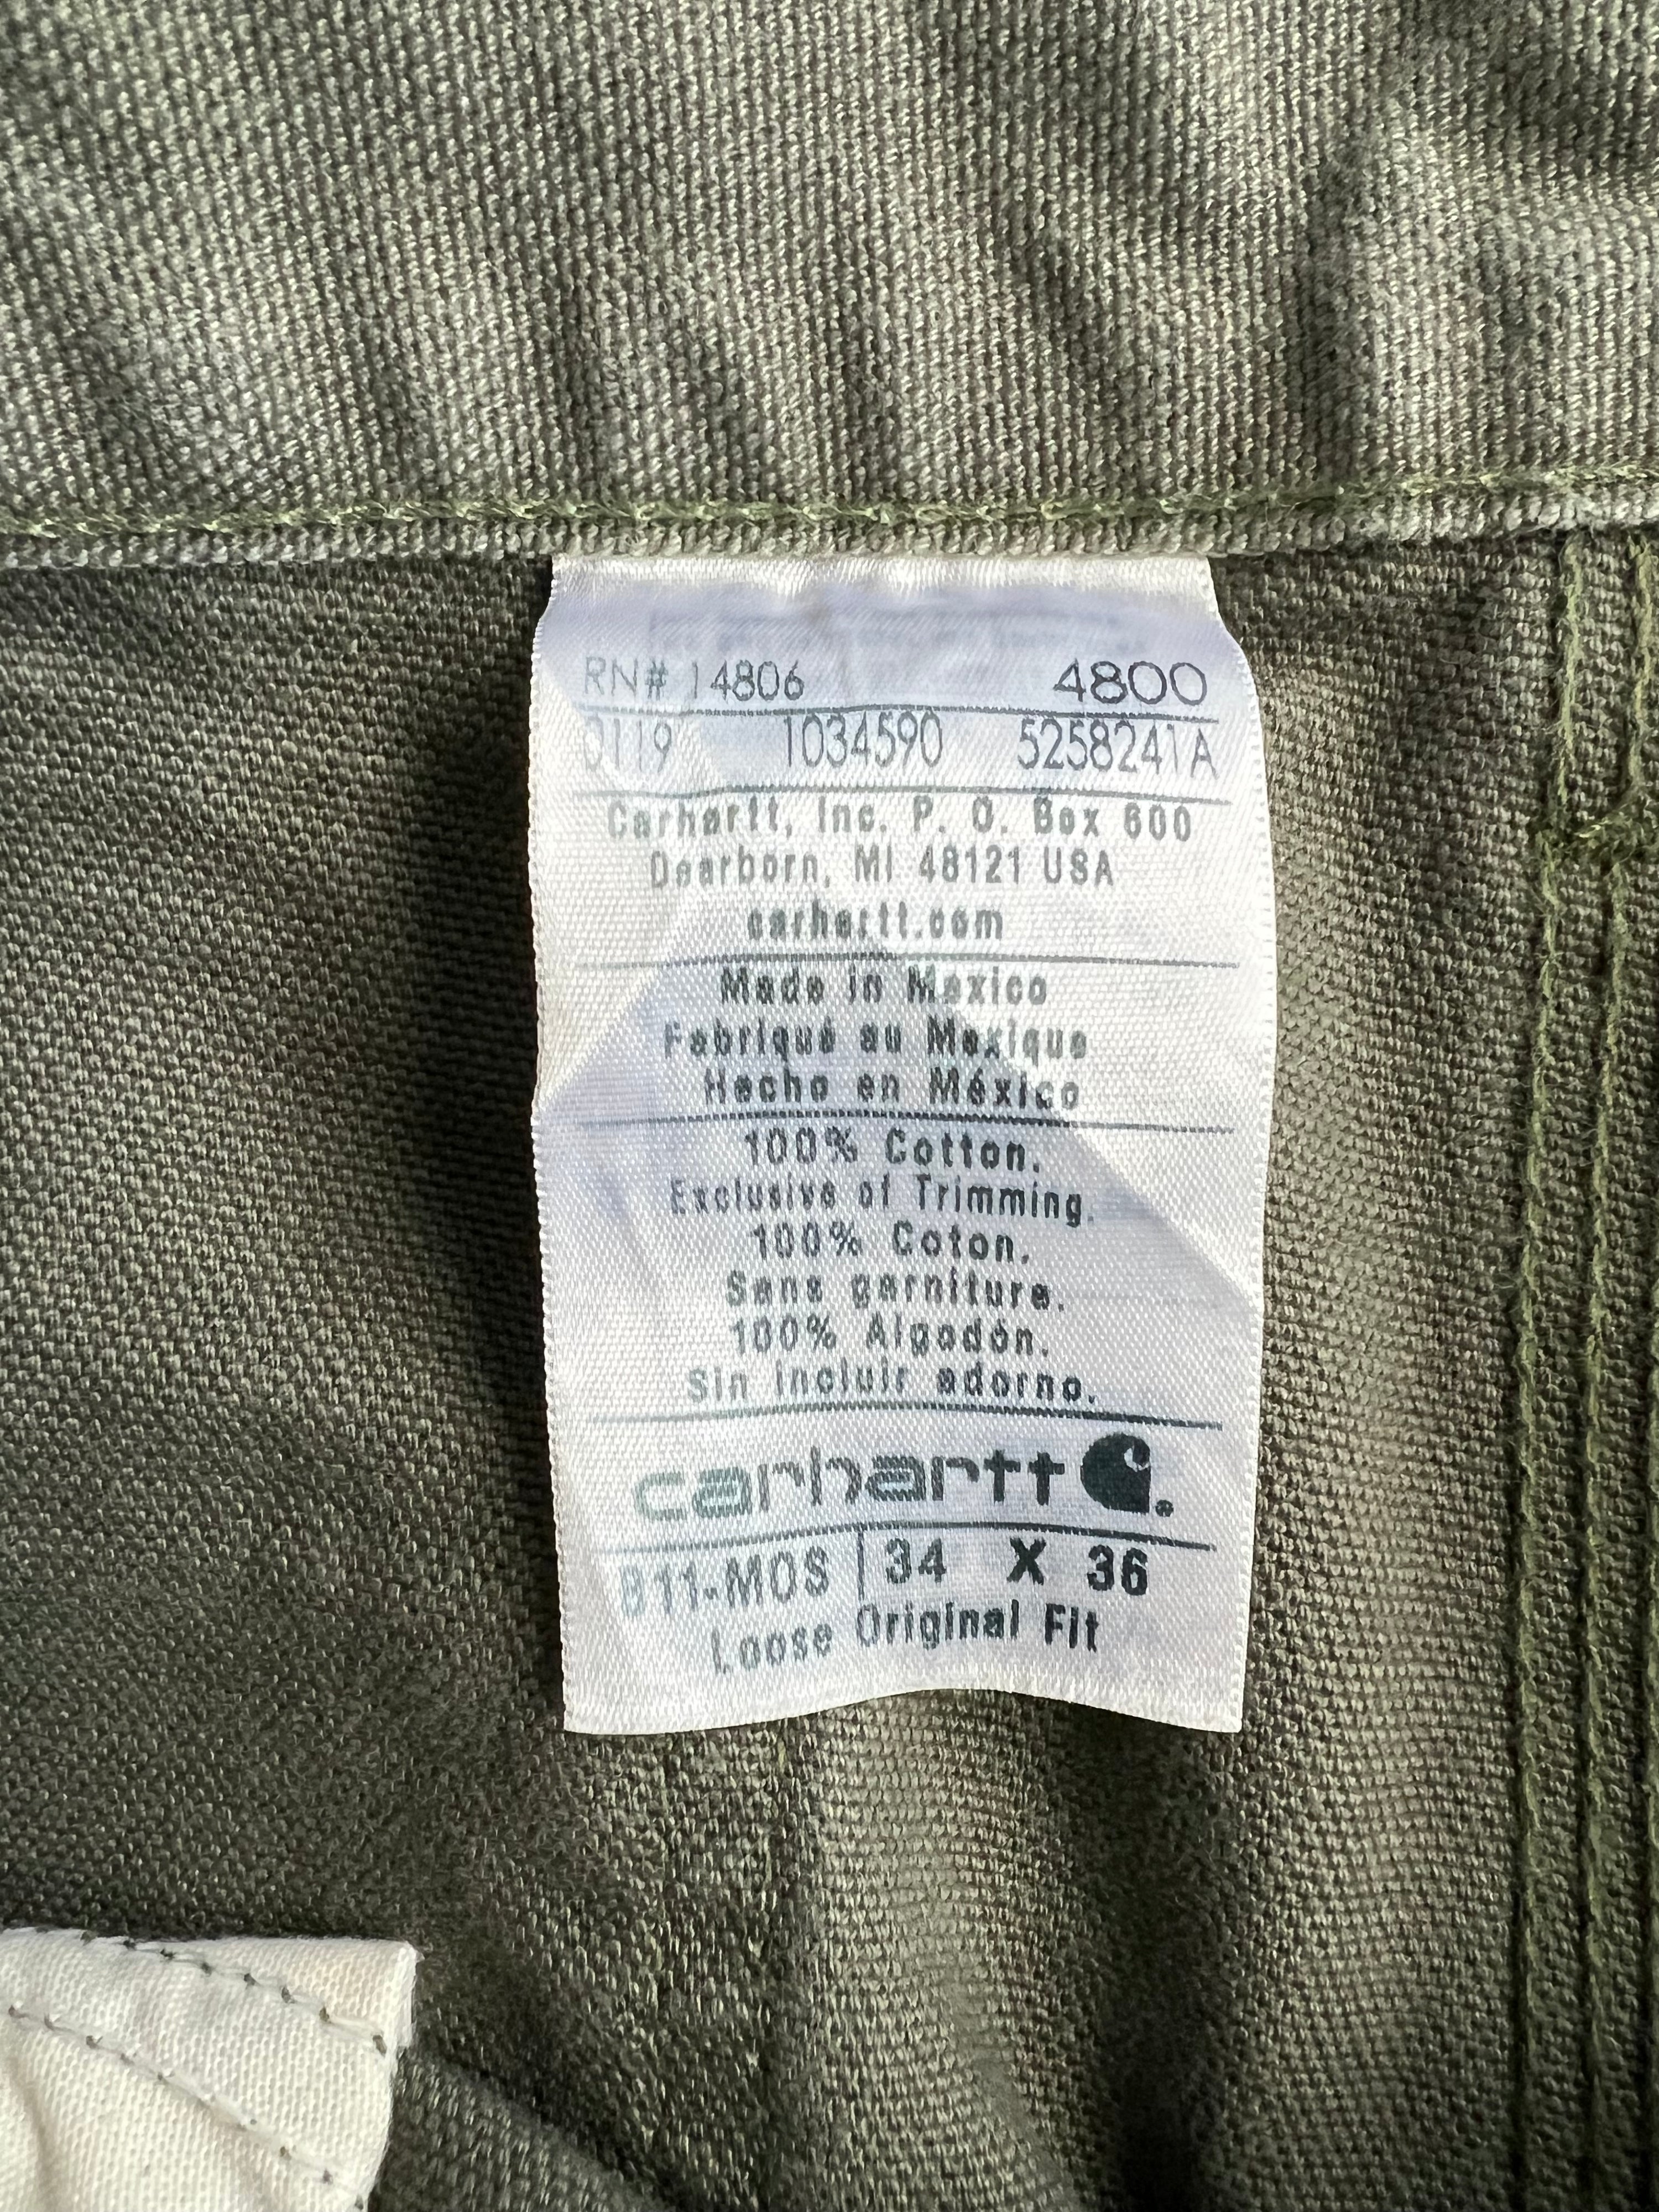 RN# 14806 4800
0119 1034590 5258241A
Carhartt, Inc. P. O. Box 600
Dearborn, MI 48121 USA
carhartt.com
Made in Mexico
Fabriqué au Mexique
Hecho en México
100% Cotton.
Exclusive of Trimming.
100% Coton.
Sans garniture.
100% Algodón.
Sin incluir adorno.
carhartt
B11-MOS 34 X 36
Loose Original Fit